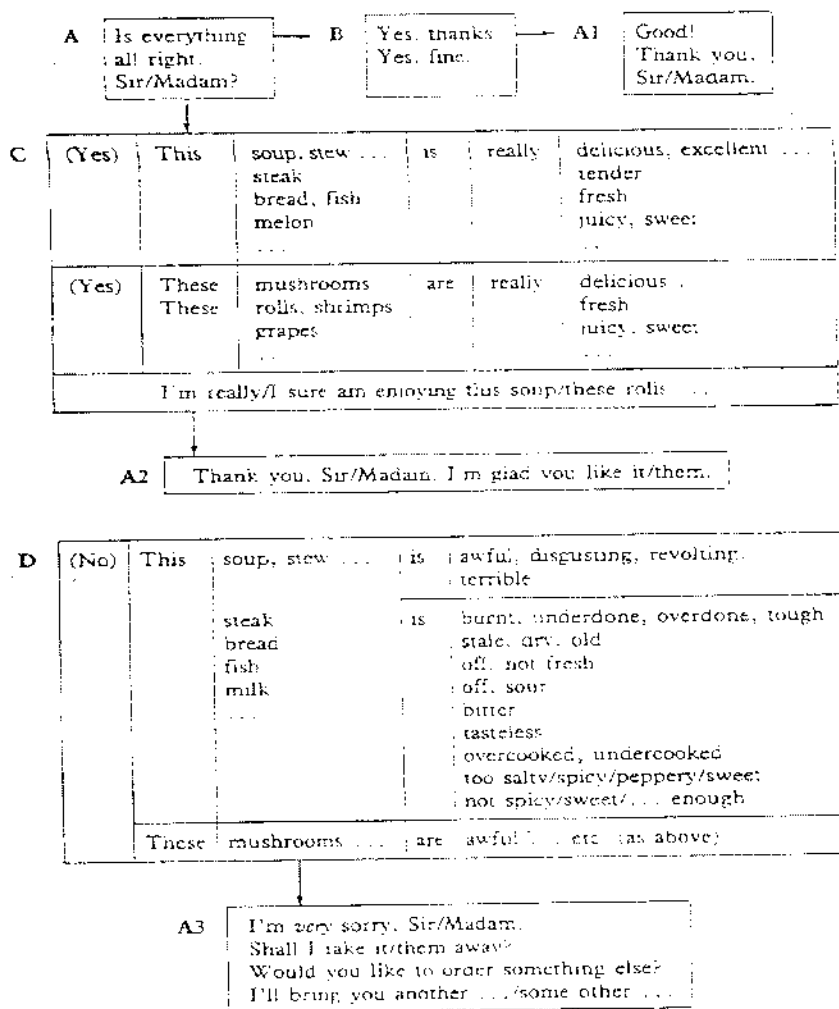 A Is everything B Yes, thanks A1 Good!
all right, Yes, fine. Thank you,
Sir/Madam? Sir/Madam.
C (Yes) This soup, stew ... is really delicious, excellent ...
steak tender
bread, fish fresh
melon juicy, sweet
... ..
(Yes) These mushrooms are really delicious .
These rolls, shrimps fresh
grapes juicy, sweet
.. ...
I'm really/I sure am enjoying this soup/these rolls ...
A2 Thank you, Sir/Madam. I'm glad you like it/them.
D (No) This soup, stew ... is awful, disgusting, revolting,
terrible
steak is burnt, underdone, overdone, tough
bread stale, dry, old
fish off, not fresh
milk off, sour
... bitter
tasteless
overcooked, undercooked
too salty/spicy/peppery/sweet
not spicy/sweet/... enough
These mushrooms ... are awful ... etc. (as above)
A3 I'm very sorry, Sir/Madam.
Shall I take it/them away?
Would you like to order something else?
I'll bring you another .../some other ...